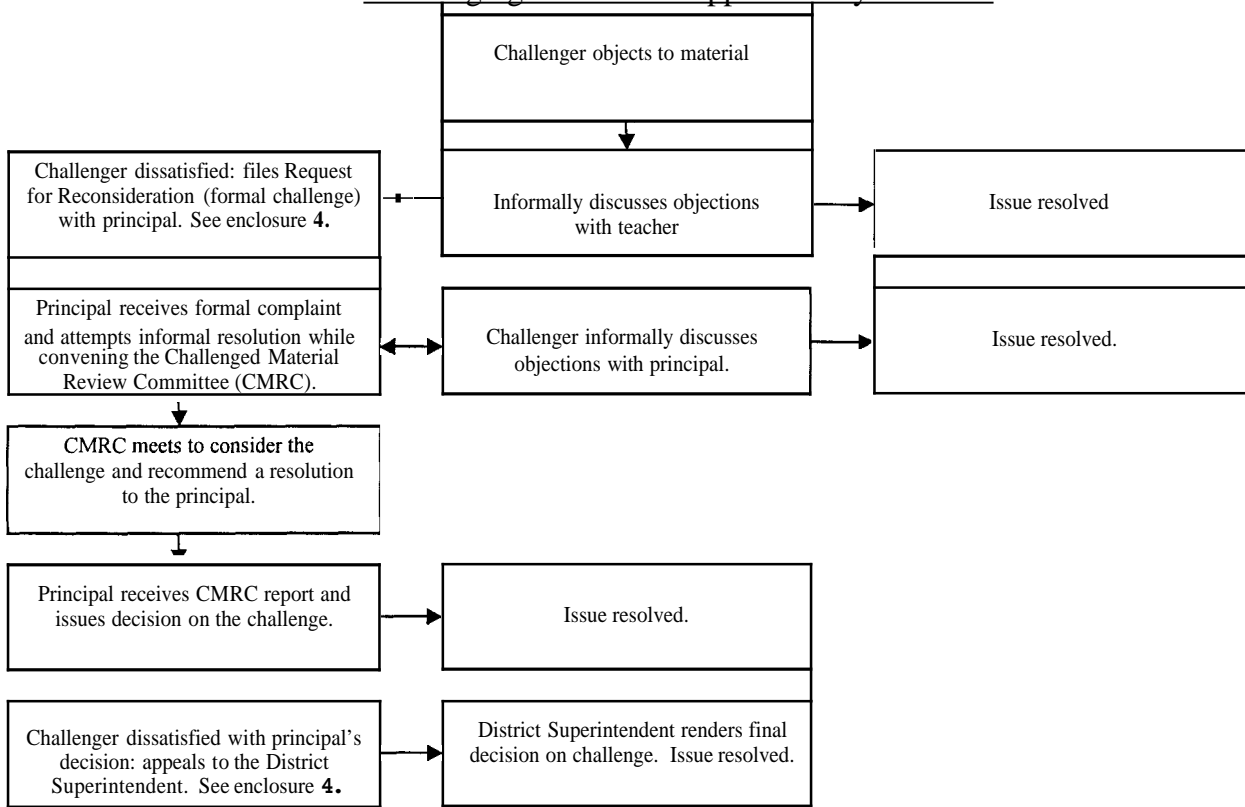 Challenger objects to material
Challenger dissatisfied: files Request
for Reconsideration (formal challenge)
with principal. See enclosure 4.
Informally discusses objections
with teacher
Issue resolved
Principal receives formal complaint
and attempts informal resolution while
convening the Challenged Material
Review Committee (CMRC).
Challenger informally discusses
objections with principal.
Issue resolved.
CMRC meets to consider the
challenge and recommend a resolution
to the principal.
Principal receives CMRC report and
issues decision on the challenge.
Issue resolved.
Challenger dissatisfied with principal's
decision: appeals to the District
Superintendent. See enclosure 4.
District Superintendent renders final
decision on challenge. Issue resolved.